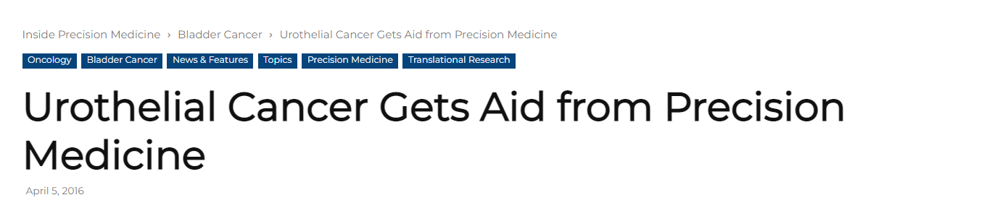 Inside Precision Medicine › Bladder Cancer › Urothelial Cancer Gets Aid from Precision Medicine
Oncology Bladder Cancer News & Features Topics Precision Medicine Translational Research
Urothelial Cancer Gets Aid from Precision
Medicine
April 5, 2016